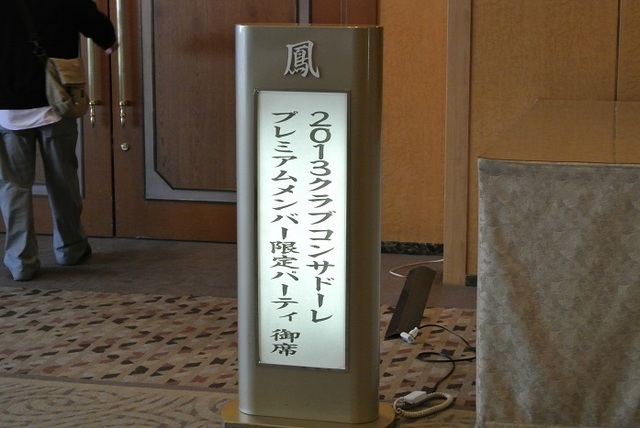 鳳
2013クラブコンサドーレ
プレミアムメンバー限定パーティ 御席